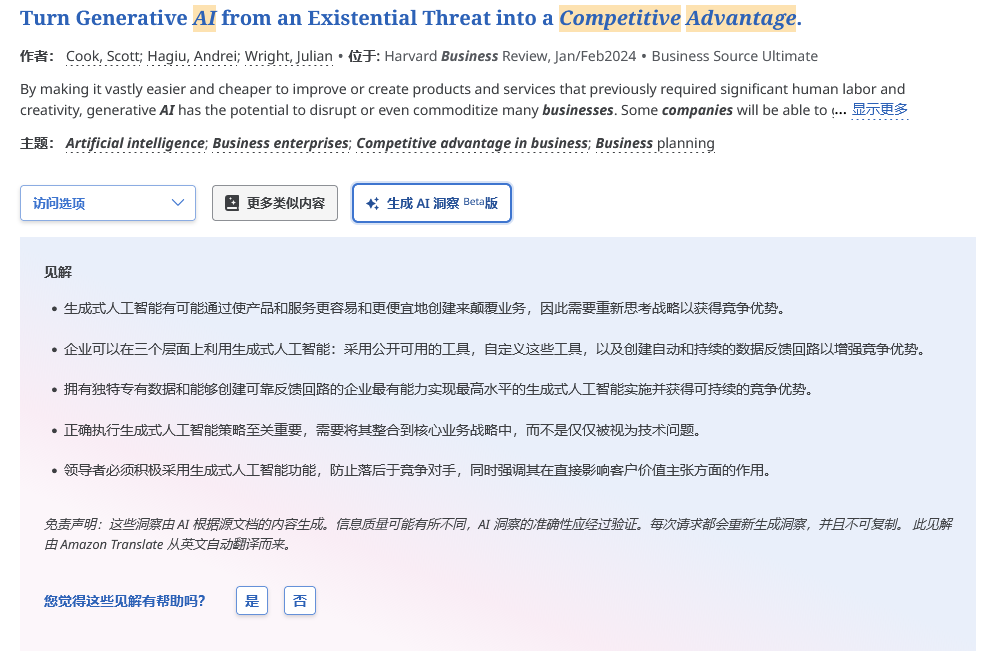 Turn Generative AI from an Existential Threat into a Competitive Advantage.
作者： Cook, Scott; Hagiu, Andrei; Wright, Julian • 位于: Harvard Business Review, Jan/Feb2024 • Business Source Ultimate
By making it vastly easier and cheaper to improve or create products and services that previously required significant human labor and
creativity, generative AI has the potential to disrupt or even commoditize many businesses. Some companies will be able to ... 显示更多
主题： Artificial intelligence; Business enterprises; Competitive advantage in business; Business planning
访问选项 更多类似内容 生成 AI 洞察 Beta版
见解
• 生成式人工智能有可能通过使产品和服务更容易和更便宜地创建来颠覆业务，因此需要重新思考战略以获得竞争优势。
• 企业可以在三个层面上利用生成式人工智能：采用公开可用的工具，自定义这些工具，以及创建自动和持续的数据反馈回路以增强竞争优势。
• 拥有独特专有数据和能够创建可靠反馈回路的企业最有能力实现最高水平的生成式人工智能实施并获得可持续的竞争优势。
• 正确执行生成式人工智能策略至关重要，需要将其整合到核心业务战略中，而不是仅仅被视为技术问题。
• 领导者必须积极采用生成式人工智能功能，防止落后于竞争对手，同时强调其在直接影响客户价值主张方面的作用。
免责声明：这些洞察由 AI 根据源文档的内容生成。信息质量可能有所不同，AI 洞察的准确性应经过验证。每次请求都会重新生成洞察，并且不可复制。 此见解
由 Amazon Translate 从英文自动翻译而来。
您觉得这些见解有帮助吗？ 是 否